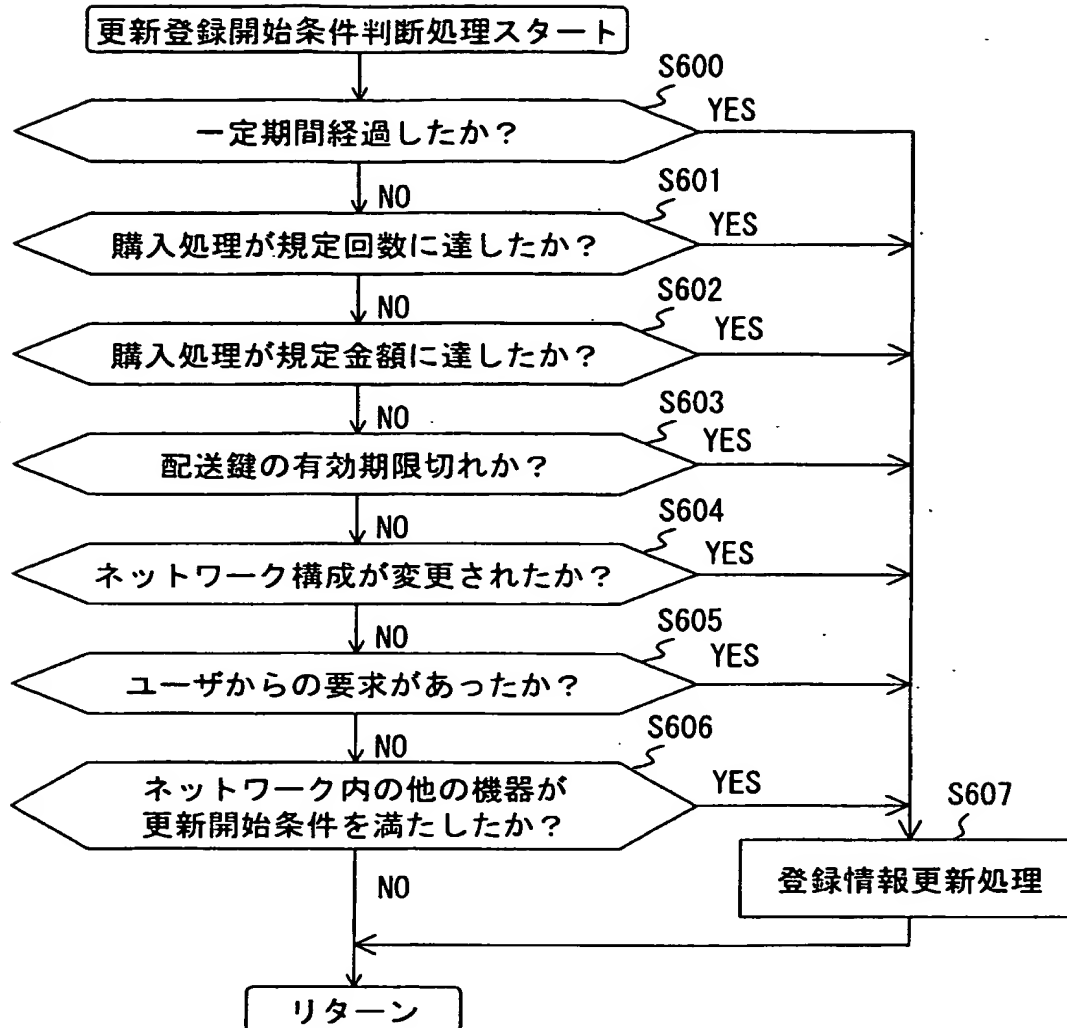 更新登録開始条件判断処理スタート
S600
一定期間経過したか？
YES
NO
S601
購入処理が規定回数に達したか？
YES
NO
S602
購入処理が規定金額に達したか？
YES
NO
S603
配送鍵の有効期限切れか？
YES
NO
S604
ネットワーク構成が変更されたか？
YES
NO
S605
ユーザからの要求があったか？
YES
NO
S606
ネットワーク内の他の機器が
更新開始条件を満たしたか？
YES
NO
S607
登録情報更新処理
リターン